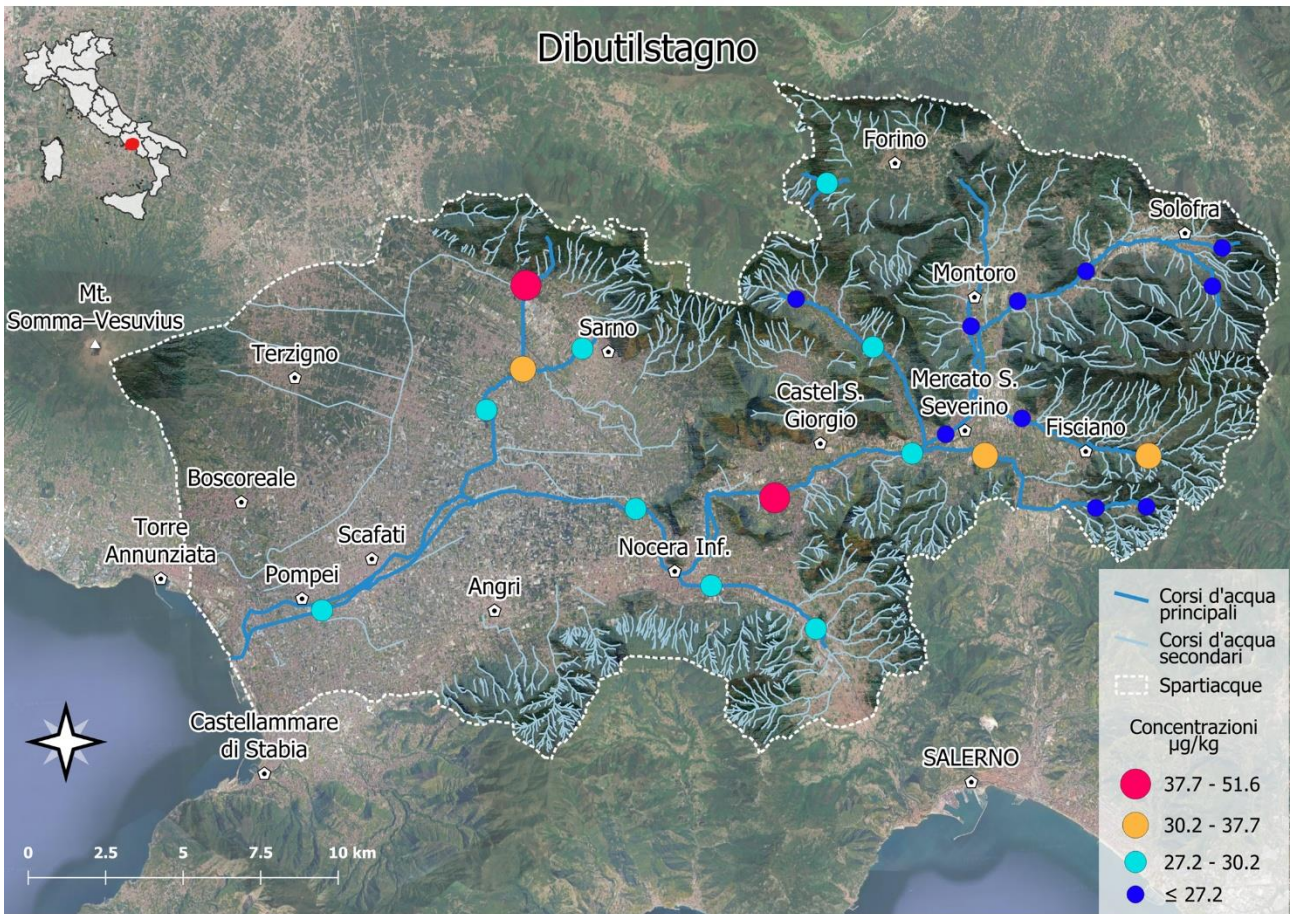 Dibutilstagno
Forino
Solofra
Montoro
Mt.
Somma–Vesuvius
Sarno
Terzigno
Castel S.
Giorgio
Mercato S.
Severino
Fisciano
Boscoreale
Torre
Annunziata
Scafati
Pompei
Nocera Inf.
Angri
Castellammare
di Stabia
SALERNO
0 2.5 5 7.5 10 km
Corsi d'acqua
principali
Corsi d'acqua
secondari
Spartiacque
Concentrazioni
µg/kg
37.7 - 51.6
30.2 - 37.7
27.2 - 30.2
≤ 27.2